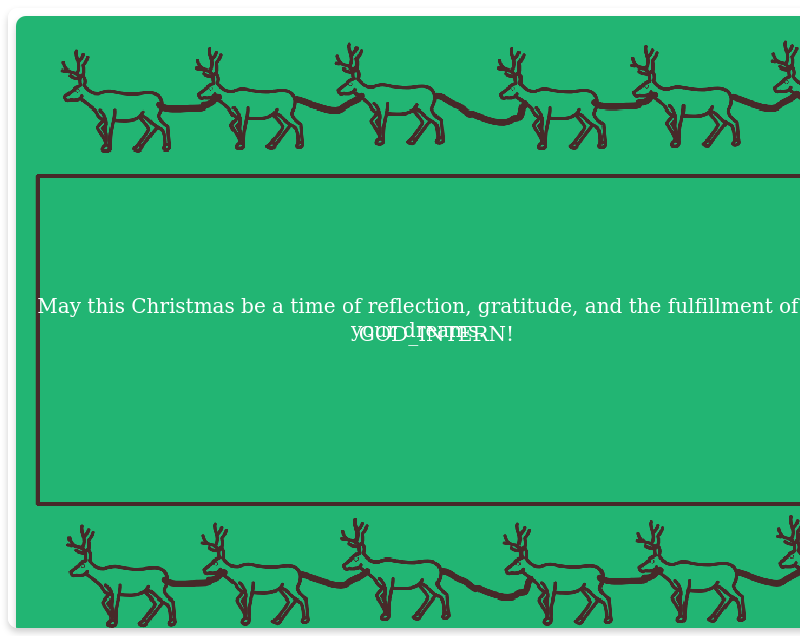 May this Christmas be a time of reflection, gratitude, and the fulfillment of
your dreams.
GOD_INTERN!